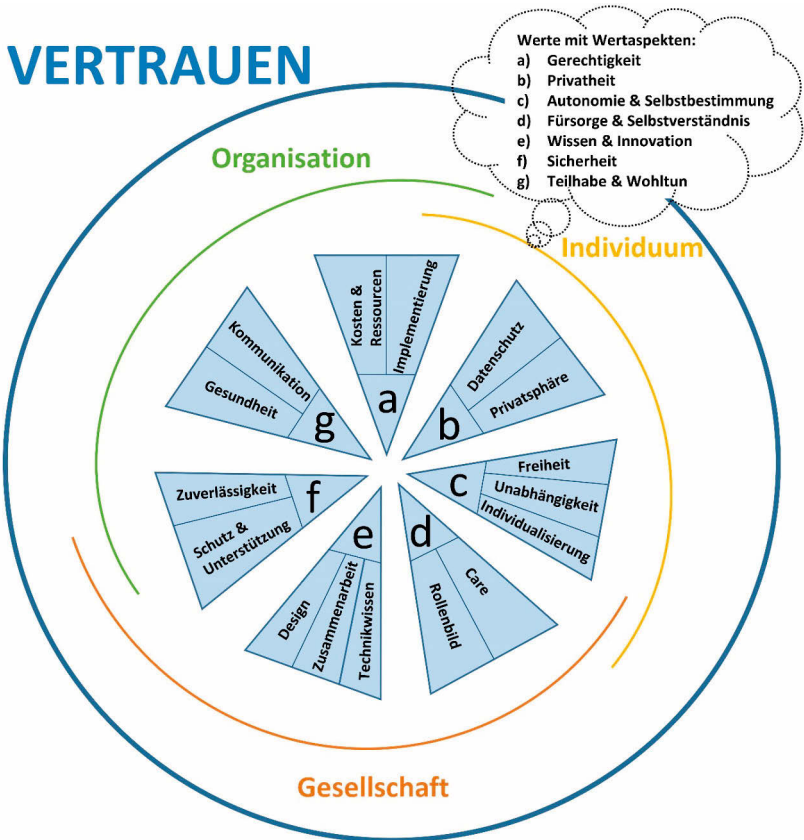 VERTRAUEN
Werte mit Wertaspekten:
a) Gerechtigkeit
b) Privatheit
c) Autonomie & Selbstbestimmung
d) Fürsorge & Selbstverständnis
e) Wissen & Innovation
f) Sicherheit
g) Teilhabe & Wohltun
Organisation
Individuum
Kosten &
Ressourcen
Implementierung
a
Datenschutz
Privatsphäre
b
Freiheit
Unabhängigkeit
Individualisierung
c
Care
Rollenbild
d
Technikwissen
Zusammenarbeit
Design
e
Schutz &
Unterstützung
Zuverlässigkeit
f
Gesundheit
Kommunikation
g
Gesellschaft